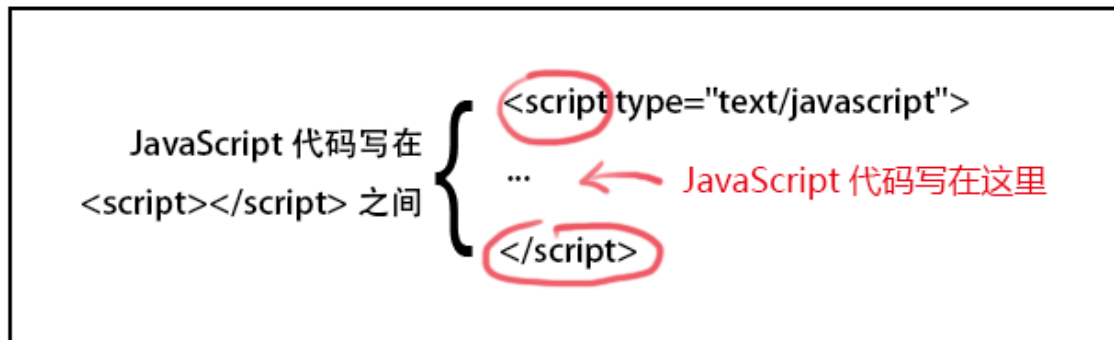 JavaScript 代码写在
<script></script> 之间
<script type="text/javascript">
...
JavaScript 代码写在这里
</script>